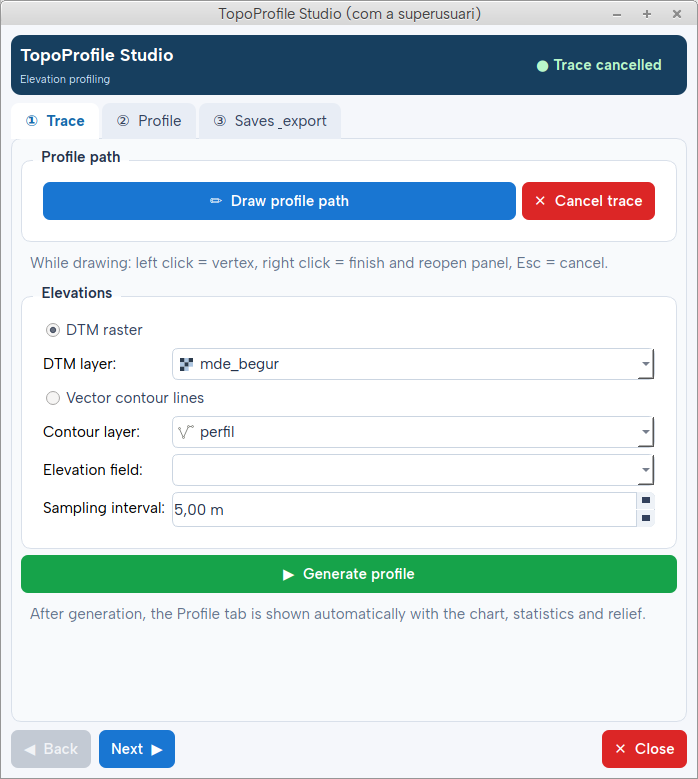 TopoProfile Studio (com a superusuari)
TopoProfile Studio
Elevation profiling
Trace cancelled
① Trace
② Profile
③ Saves _export
Profile path
✏ Draw profile path
✕ Cancel trace
While drawing: left click = vertex, right click = finish and reopen panel, Esc = cancel.
Elevations
DTM raster
DTM layer: mde_begur
Vector contour lines
Contour layer: perfil
Elevation field:
Sampling interval: 5,00 m
▶ Generate profile
After generation, the Profile tab is shown automatically with the chart, statistics and relief.
◀ Back
Next ▶
✕ Close